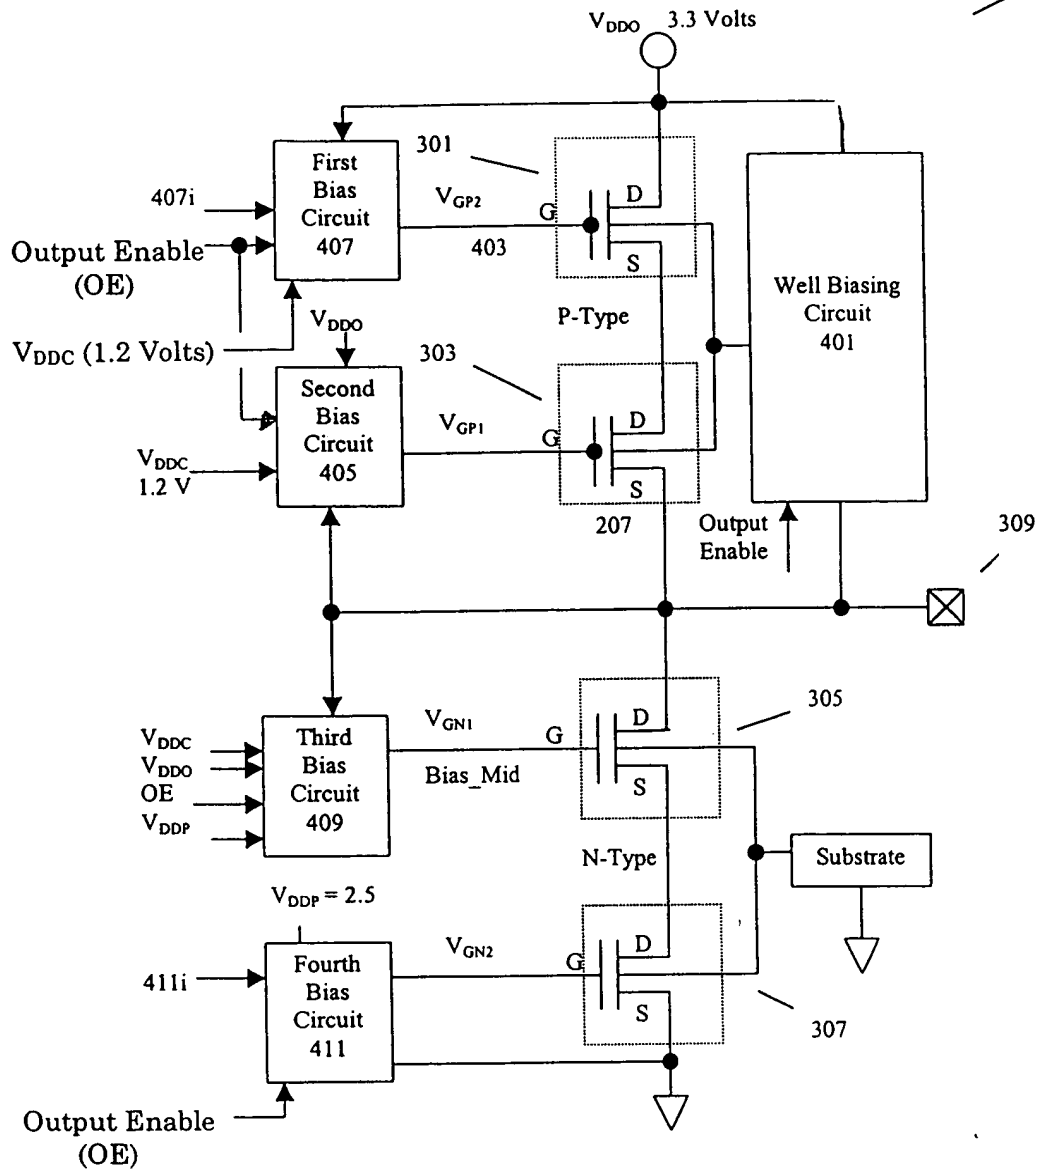 V_DDO 3.3 Volts
301
First
Bias
Circuit
407
407i
V_GP2
403
G
D
S
Output Enable
(OE)
V_DDC (1.2 Volts)
V_DDO
P-Type
Well Biasing
Circuit
401
303
Second
Bias
Circuit
405
V_DDC
1.2 V
V_GP1
G
D
S
207
Output
Enable
309
305
V_DDC
V_DDO
OE
V_DDP
Third
Bias
Circuit
409
V_GN1
Bias_Mid
G
D
S
N-Type
Substrate
V_DDP = 2.5
411i
Fourth
Bias
Circuit
411
V_GN2
G
D
S
307
Output Enable
(OE)